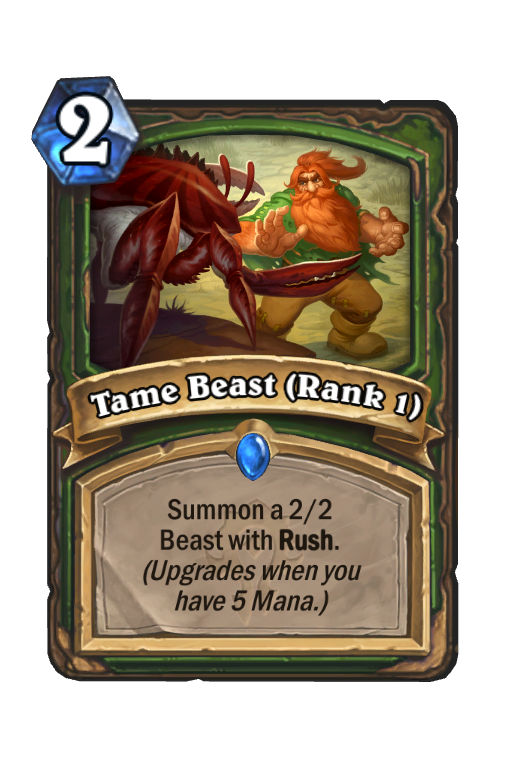 2
Tame Beast (Rank 1)
Summon a 2/2
Beast with Rush.
(Upgrades when you
have 5 Mana.)